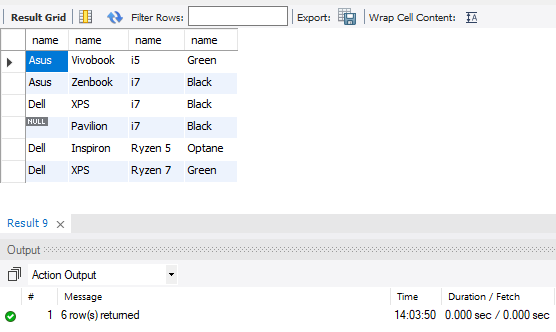 Result Grid Filter Rows: Export: Wrap Cell Content: IA
name name name name
Asus Vivobook i5 Green
Asus Zenbook i7 Black
Dell XPS i7 Black
NULL Pavilion i7 Black
Dell Inspiron Ryzen 5 Optane
Dell XPS Ryzen 7 Green
Result 9 ×
Output
Action Output
# Message Time Duration / Fetch
1 6 row(s) returned 14:03:50 0.000 sec / 0.000 sec